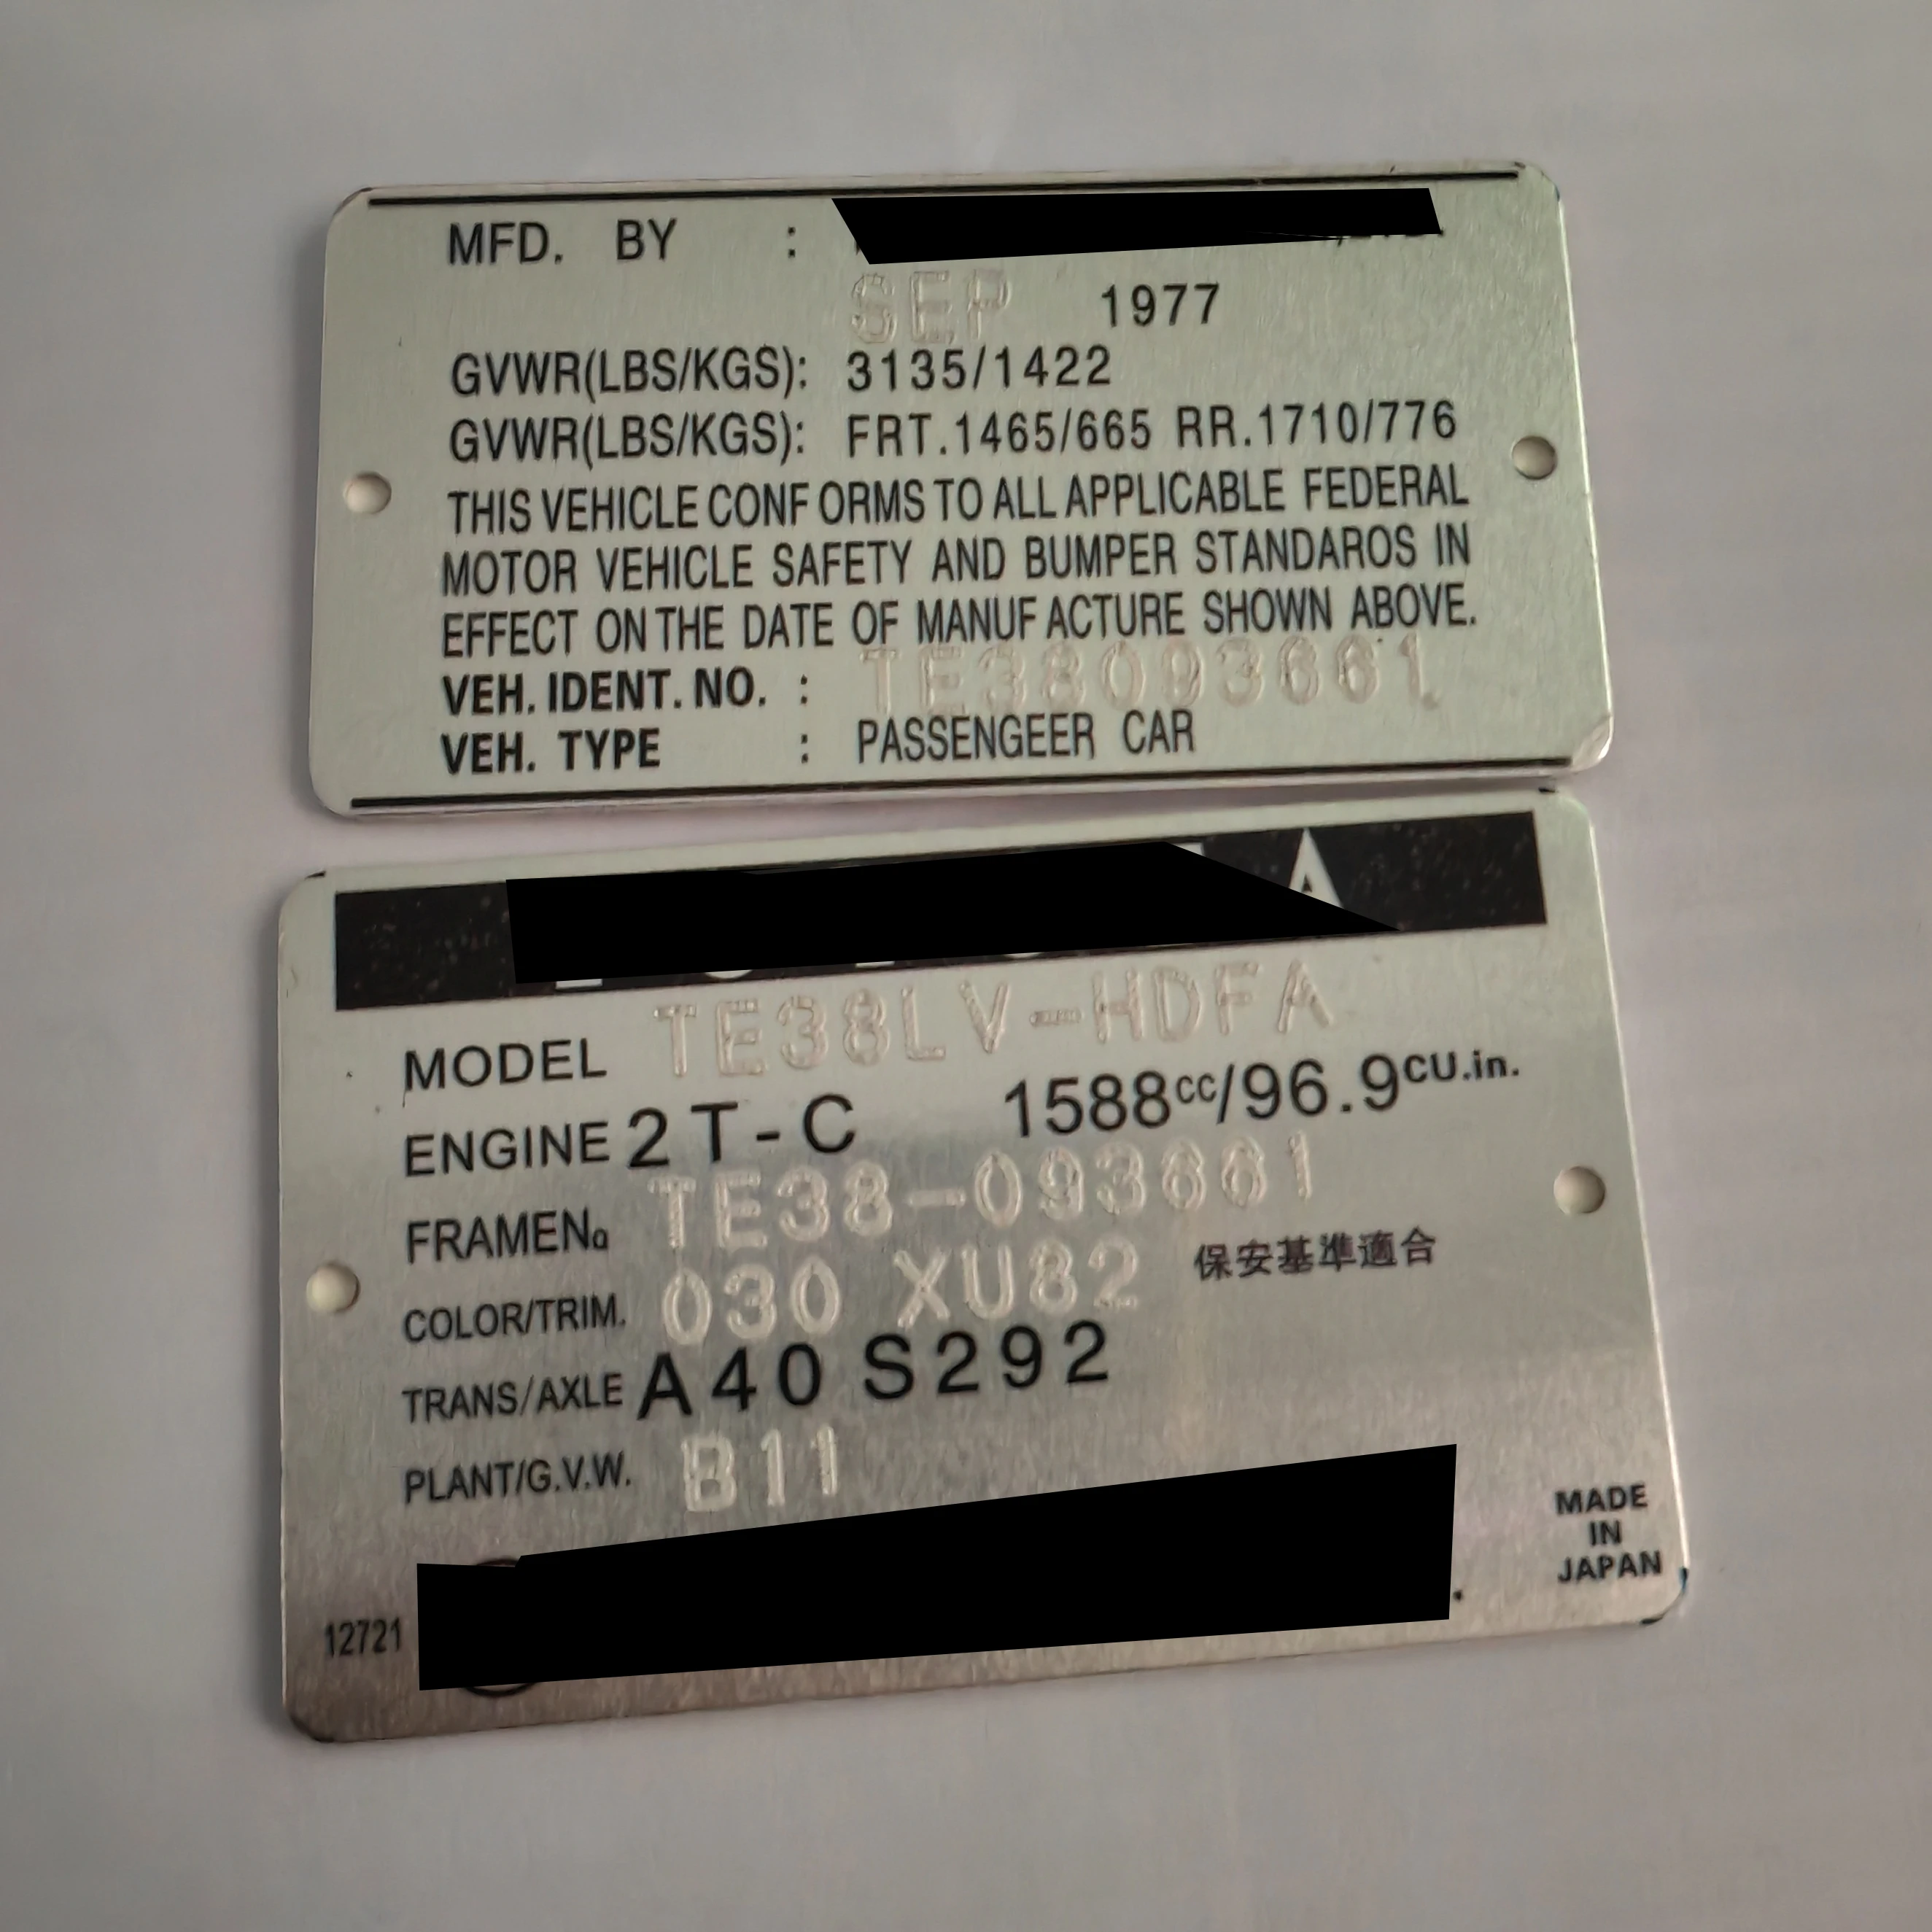 MFD. BY :
SEP 1977
GVWR(LBS/KGS): 3135/1422
GVWR(LBS/KGS): FRT.1465/665 RR.1710/776
THIS VEHICLE CONF ORMS TO ALL APPLICABLE FEDERAL
MOTOR VEHICLE SAFETY AND BUMPER STANDAROS IN
EFFECT ON THE DATE OF MANUF ACTURE SHOWN ABOVE.
VEH. IDENT. NO. : TE38093661
VEH. TYPE : PASSENGEER CAR
MODEL TE38LV-HDFA
ENGINE 2T-C 1588cc/96.9CU.in.
FRAMENo TE38-093661
COLOR/TRIM. 030 XU82 保安基準適合
TRANS/AXLE A40 S292
PLANT/G.V.W. B11
MADE
IN
JAPAN
12721